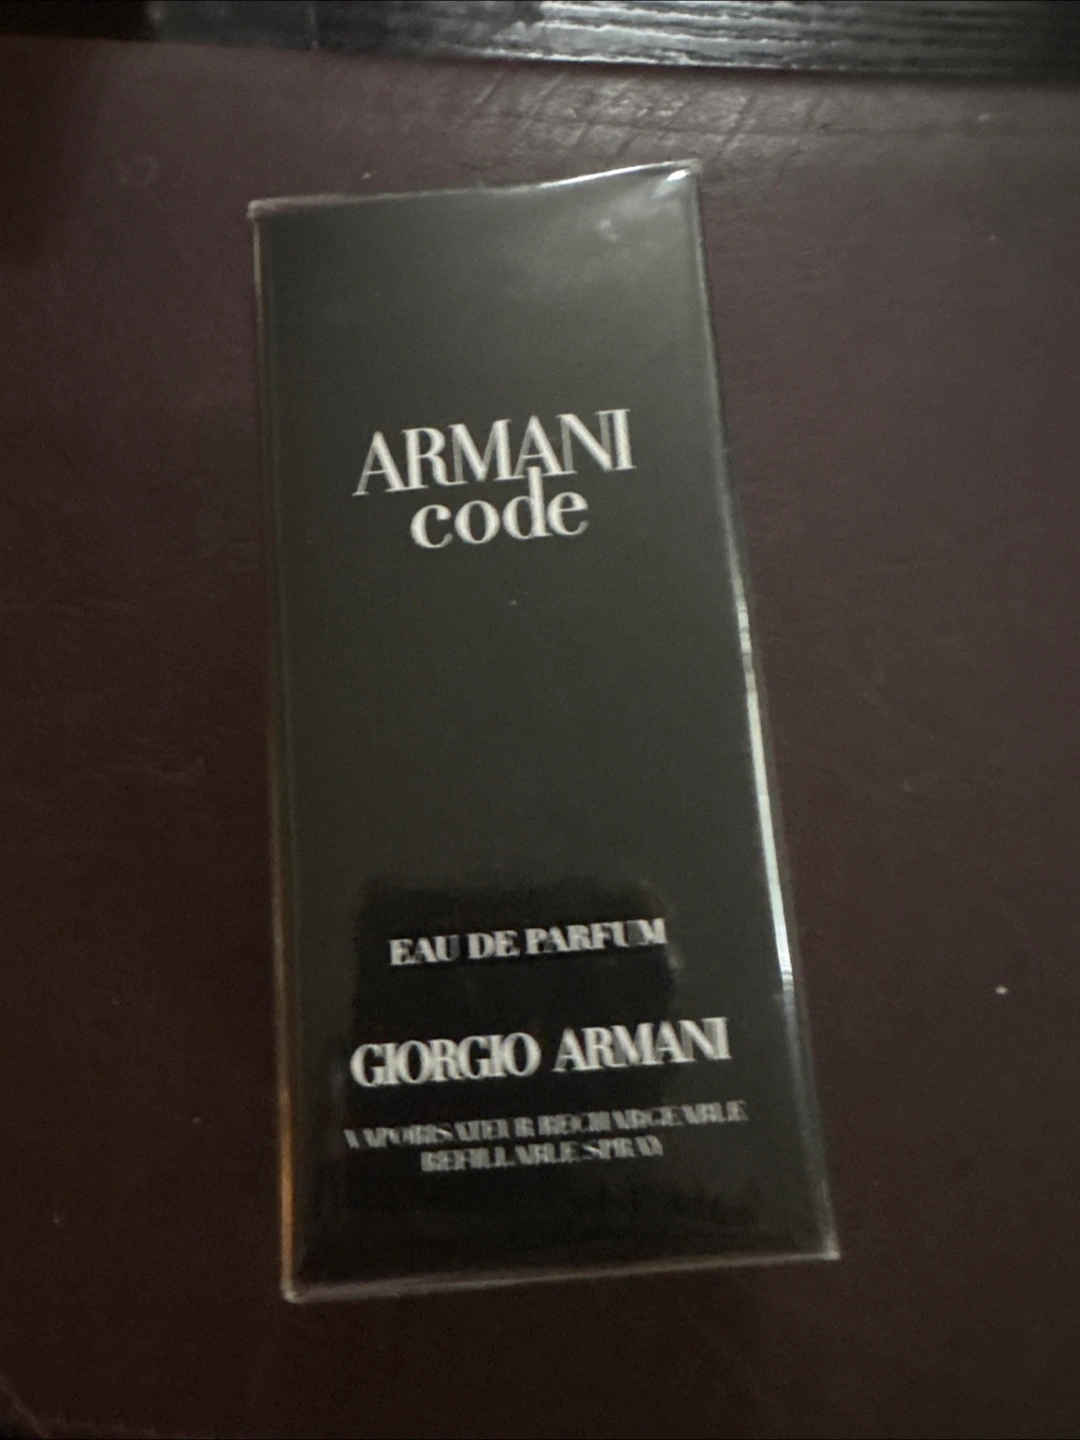 ARMANI
code
EAU DE PARFUM
GIORGIO ARMANI
VAPORISATEUR RECHARGEABLE
REFILLABLE SPRAY